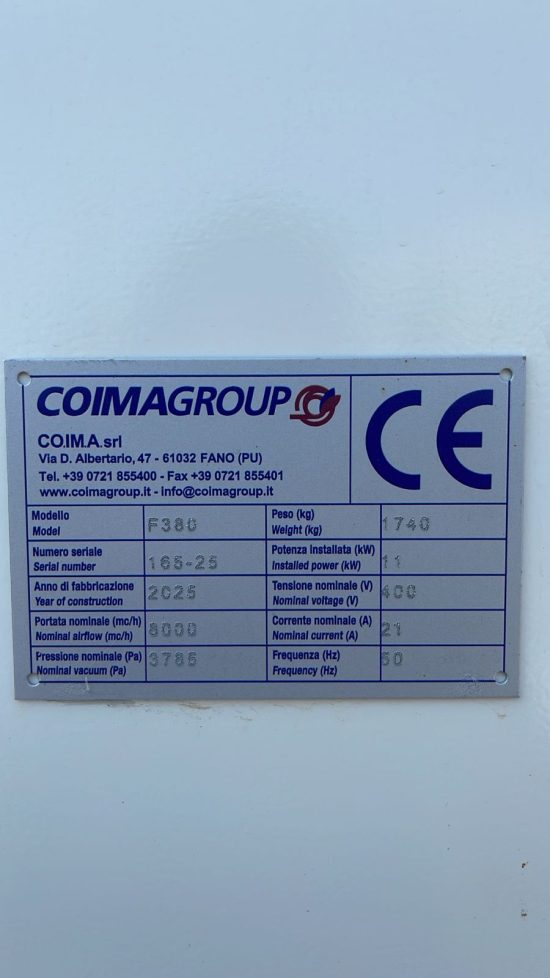 COIMAGROUP
CE
CO.IM.A.srl
Via D. Albertario, 47 - 61032 FANO (PU)
Tel. +39 0721 855400 - Fax +39 0721 855401
www.coimagroup.it - info@coimagroup.it
Modello
Model
F380
Peso (kg)
Weight (kg)
1740
Numero seriale
Serial number
165-25
Potenza installata (kW)
Installed power (kW)
11
Anno di fabbricazione
Year of construction
2025
Tensione nominale (V)
Nominal voltage (V)
400
Portata nominale (mc/h)
Nominal airflow (mc/h)
8000
Corrente nominale (A)
Nominal current (A)
21
Pressione nominale (Pa)
Nominal vacuum (Pa)
Frequenza (Hz)
Frequency (Hz)
50